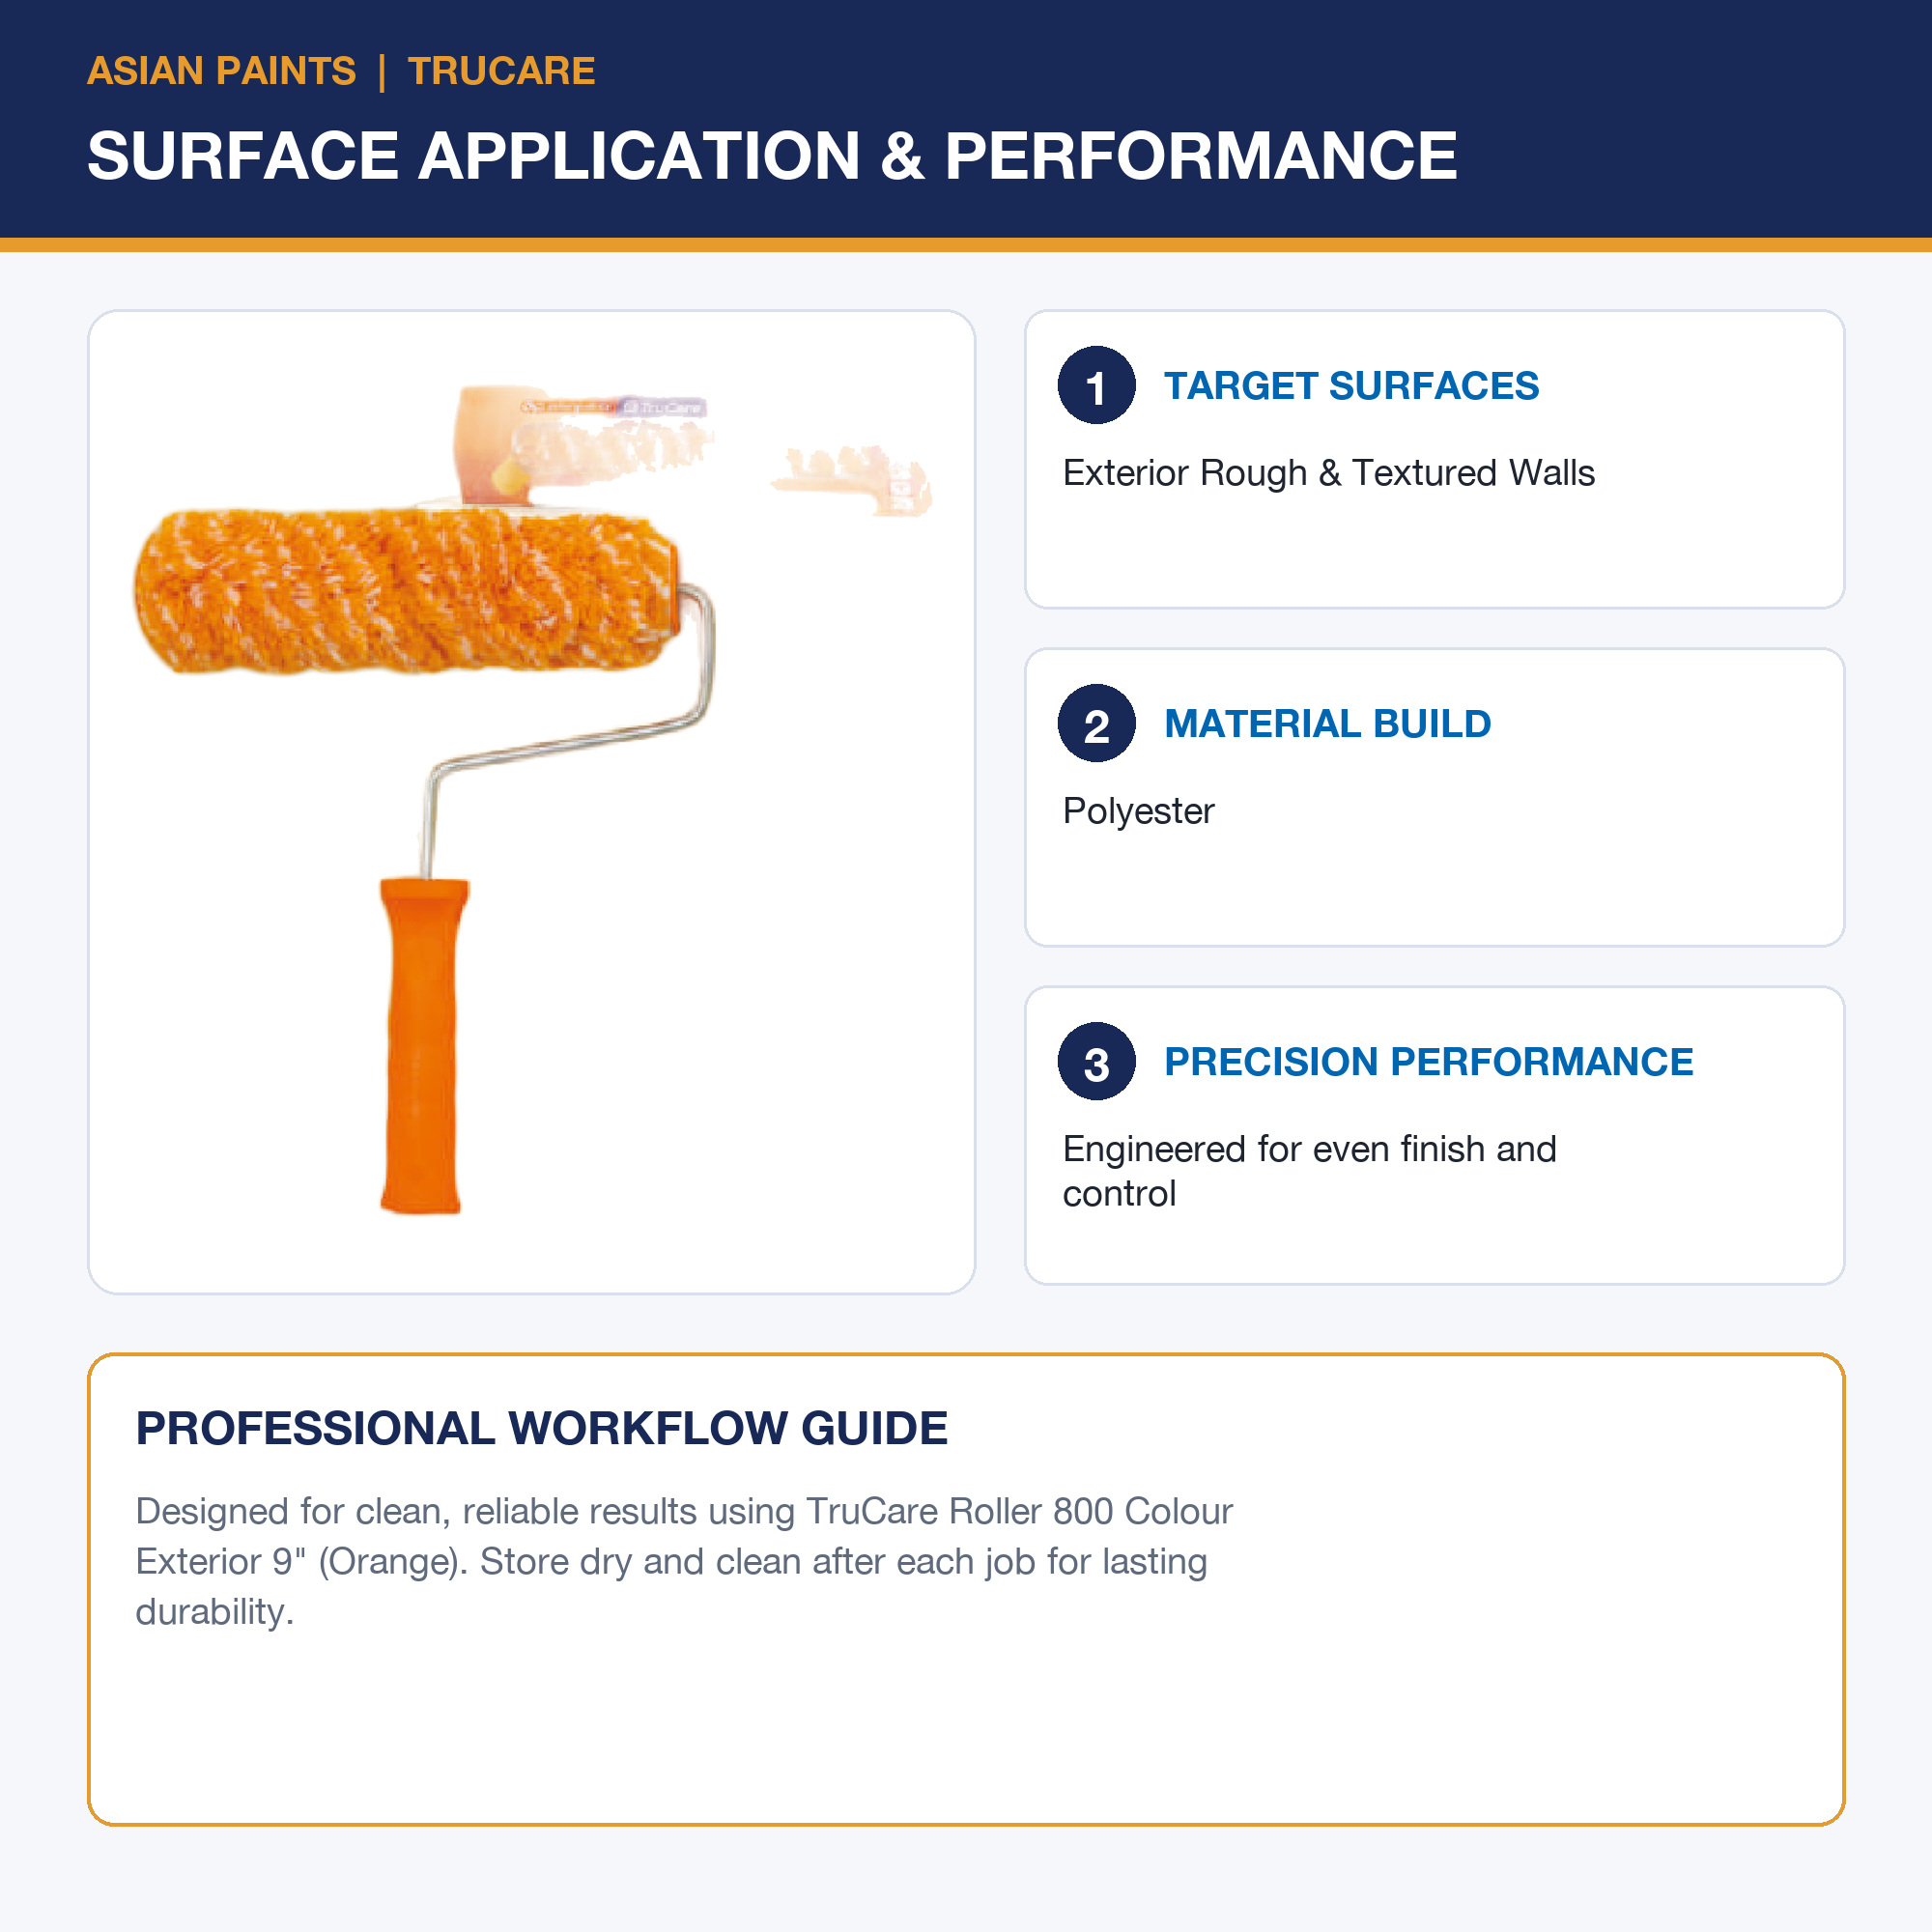 ASIAN PAINTS | TRUCARE
SURFACE APPLICATION & PERFORMANCE
TruCare
1 TARGET SURFACES
Exterior Rough & Textured Walls
2 MATERIAL BUILD
Polyester
3 PRECISION PERFORMANCE
Engineered for even finish and
control
PROFESSIONAL WORKFLOW GUIDE
Designed for clean, reliable results using TruCare Roller 800 Colour
Exterior 9" (Orange). Store dry and clean after each job for lasting
durability.